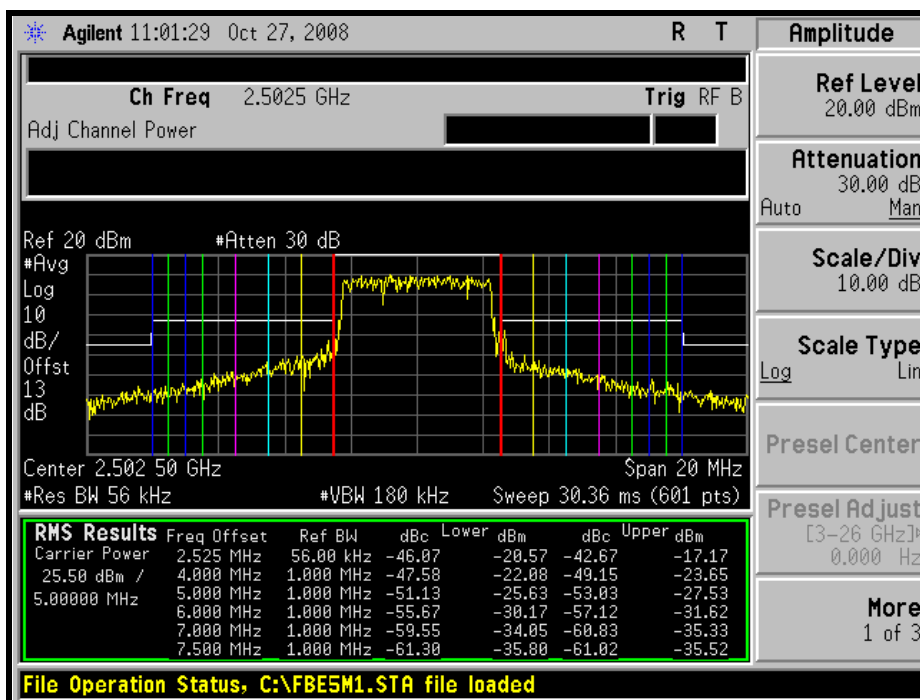 Agilent 11:01:29 Oct 27, 2008 R T
Ch Freq 2.5025 GHz Trig RF B
Adj Channel Power
Ref 20 dBm #Atten 30 dB
#Avg
Log
10
dB/
Offst
13
dB
Center 2.502 50 GHz Span 20 MHz
#Res BW 56 kHz #VBW 180 kHz Sweep 30.36 ms (601 pts)
RMS Results Freq Offset Ref BW dBc Lower dBm dBc Upper dBm
Carrier Power 2.525 MHz 56.00 kHz -46.07 -20.57 -42.67 -17.17
25.50 dBm / 4.000 MHz 1.000 MHz -47.58 -22.08 -49.15 -23.65
5.00000 MHz 5.000 MHz 1.000 MHz -51.13 -25.63 -53.03 -27.53
6.000 MHz 1.000 MHz -55.67 -30.17 -57.12 -31.62
7.000 MHz 1.000 MHz -59.55 -34.05 -60.83 -35.33
7.500 MHz 1.000 MHz -61.30 -35.80 -61.02 -35.52
File Operation Status, C:\FBE5M1.STA file loaded
Amplitude
Ref Level
20.00 dBm
Attenuation
30.00 dB
Auto Man
Scale/Div
10.00 dB
Scale Type
Log Lin
Presel Center
Presel Adjust
[3-26 GHz]
0.000 Hz
More
1 of 3